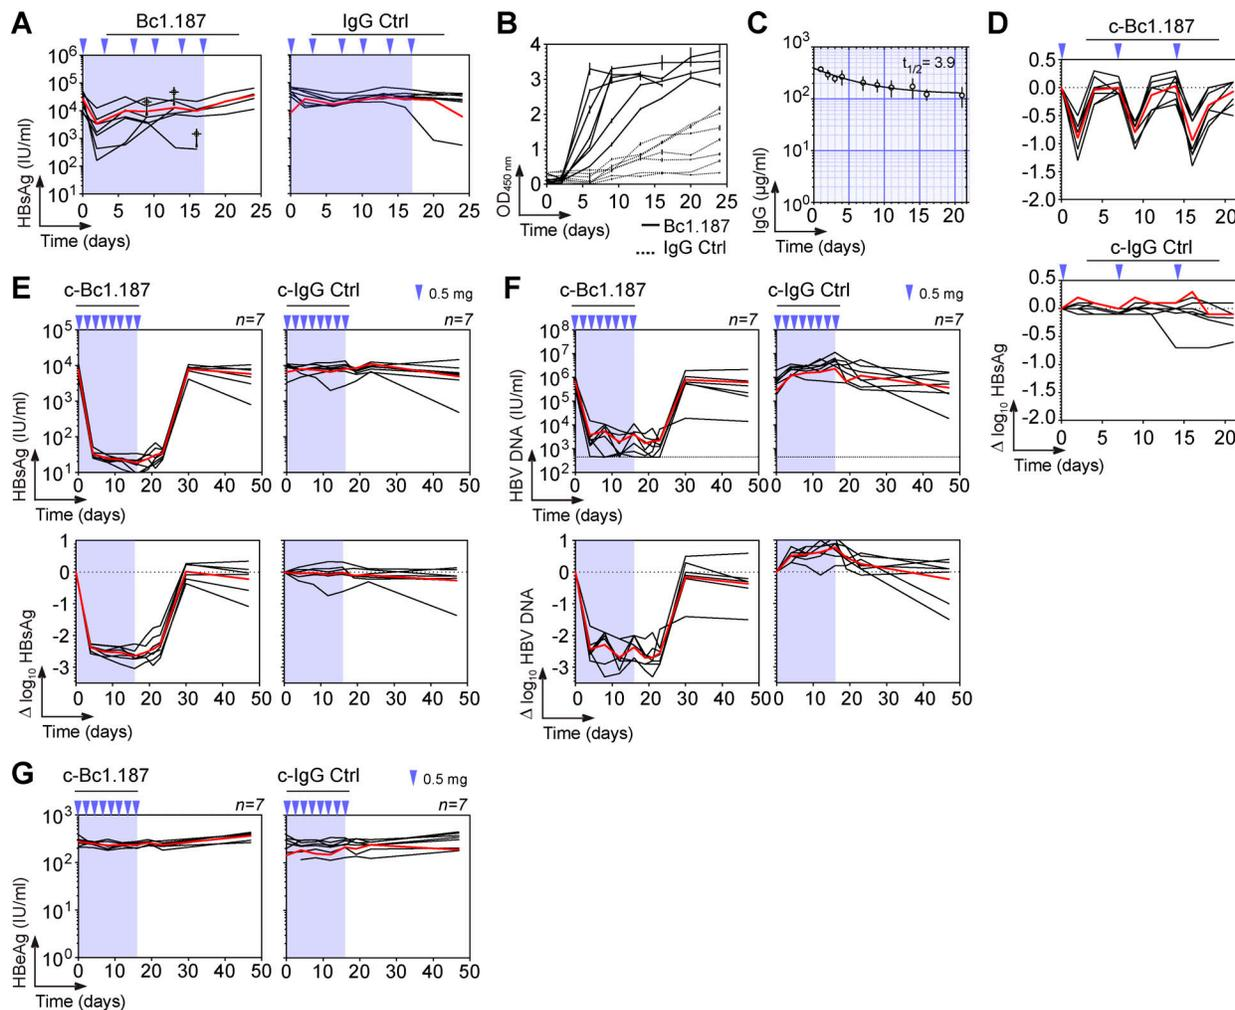 A
Bc1.187
IgG Ctrl
HBsAg (IU/ml)
10⁶
10⁵
10⁴
10³
10²
10¹
0 5 10 15 20 25
0 5 10 15 20 25
Time (days)
B
OD450 nm
4
3
2
1
0
0 5 10 15 20 25
Time (days)
Bc1.187
IgG Ctrl
C
IgG (µg/ml)
10³
10²
10¹
10⁰
t1/2= 3.9
0 5 10 15 20
Time (days)
D
c-Bc1.187
0.5
0.0
-0.5
-1.0
-1.5
-2.0
0 5 10 15 20
c-IgG Ctrl
0.5
0.0
-0.5
-1.0
-1.5
-2.0
0 5 10 15 20
Δ log10 HBsAg
Time (days)
E
c-Bc1.187
c-IgG Ctrl
0.5 mg
n=7
n=7
HBsAg (IU/ml)
10⁵
10⁴
10³
10²
10¹
0 10 20 30 40 50
0 10 20 30 40 50
Time (days)
Δ log10 HBsAg
1
0
-1
-2
-3
0 10 20 30 40 50
0 10 20 30 40 50
Time (days)
F
c-Bc1.187
c-IgG Ctrl
0.5 mg
n=7
n=7
HBV DNA (IU/ml)
10⁸
10⁷
10⁶
10⁵
10⁴
10³
10²
0 10 20 30 40 50
0 10 20 30 40 50
Time (days)
Δ log10 HBV DNA
1
0
-1
-2
-3
0 10 20 30 40 50
0 10 20 30 40 50
Time (days)
G
c-Bc1.187
c-IgG Ctrl
0.5 mg
n=7
n=7
HBeAg (IU/ml)
10³
10²
10¹
10⁰
0 10 20 30 40 50
0 10 20 30 40 50
Time (days)